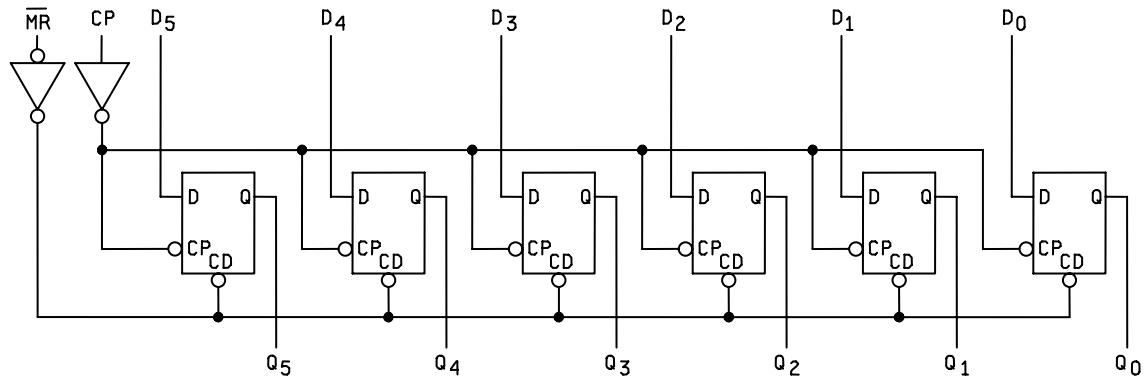 M̅R̅ CP D5 D4 D3 D2 D1 D0
D Q D Q D Q D Q D Q D Q
CP CP CP CP CP CP
CD CD CD CD CD CD
Q5 Q4 Q3 Q2 Q1 Q0